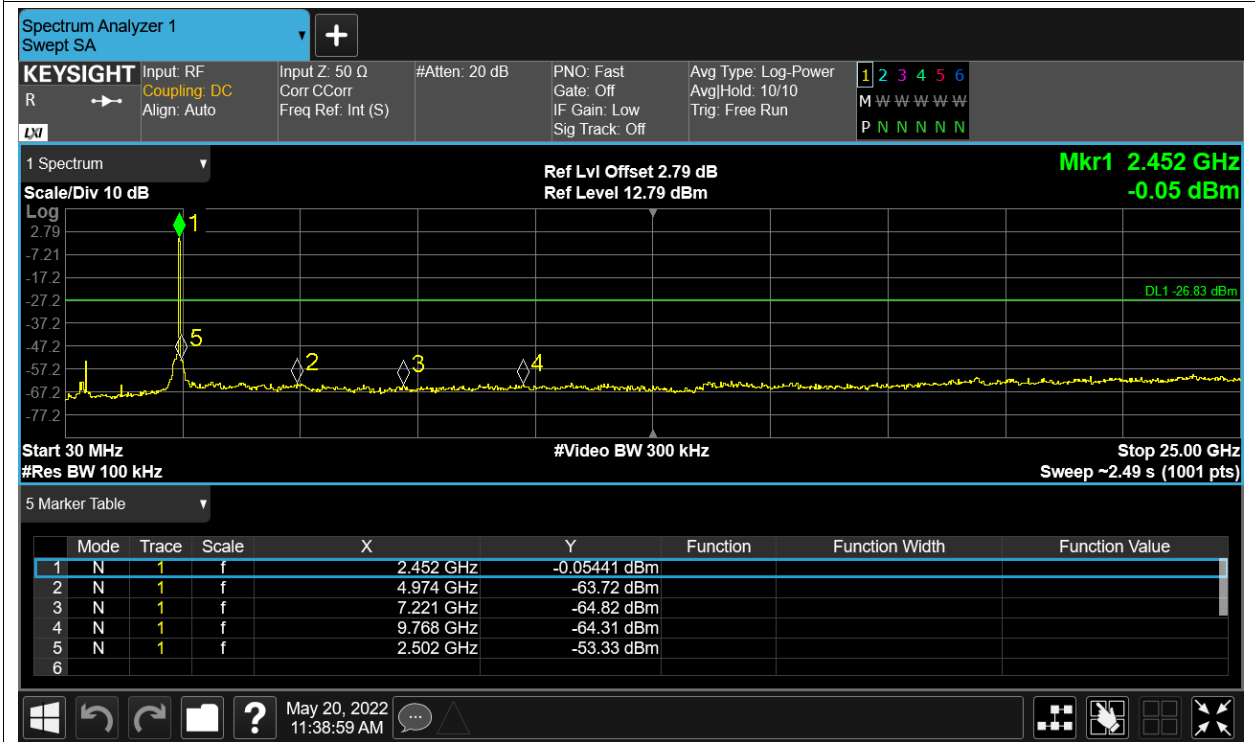 Spectrum Analyzer 1
Swept SA
KEYSIGHT Input: RF Input Z: 50 Ω #Atten: 20 dB PNO: Fast Avg Type: Log-Power 1 2 3 4 5 6
R Coupling: DC Corr CCorr Gate: Off Avg|Hold: 10/10 M W W W W W
Align: Auto Freq Ref: Int (S) IF Gain: Low Trig: Free Run
LXI Sig Track: Off P N N N N N
1 Spectrum Ref Lvl Offset 2.79 dB Mkr1 2.452 GHz
Scale/Div 10 dB Ref Level 12.79 dBm -0.05 dBm
Log
1
2.79
-7.21
-17.2
DL1 -26.83 dBm
-27.2
-37.2
5
-47.2
2 3 4
-57.2
-67.2
-77.2
Start 30 MHz #Video BW 300 kHz Stop 25.00 GHz
#Res BW 100 kHz Sweep ~2.49 s (1001 pts)
5 Marker Table
Mode Trace Scale X Y Function Function Width Function Value
1 N 1 f 2.452 GHz -0.05441 dBm
2 N 1 f 4.974 GHz -63.72 dBm
3 N 1 f 7.221 GHz -64.82 dBm
4 N 1 f 9.768 GHz -64.31 dBm
5 N 1 f 2.502 GHz -53.33 dBm
6
? May 20, 2022
11:38:59 AM